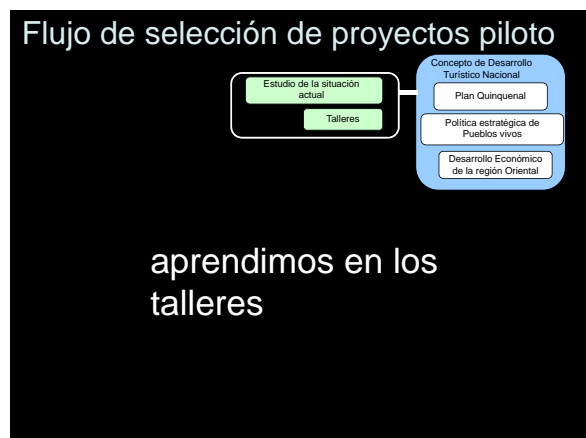 Flujo de selección de proyectos piloto
Concepto de Desarrollo
Turístico Nacional
Estudio de la situación
actual
Plan Quinquenal
Talleres
Política estratégica de
Pueblos vivos
Desarrollo Económico
de la región Oriental
aprendimos en los
talleres